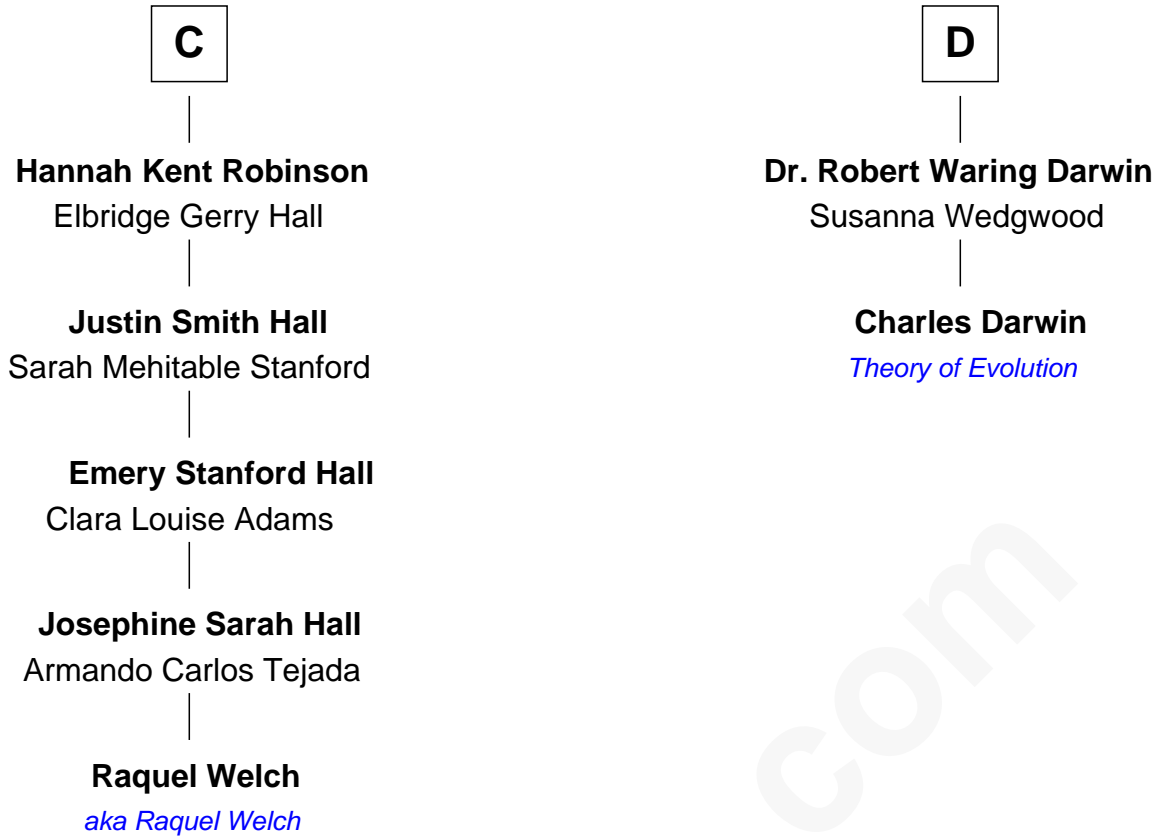 C
Hannah Kent Robinson
Elbridge Gerry Hall
Justin Smith Hall
Sarah Mehitable Stanford
Emery Stanford Hall
Clara Louise Adams
Josephine Sarah Hall
Armando Carlos Tejada
Raquel Welch
aka Raquel Welch
D
Dr. Robert Waring Darwin
Susanna Wedgwood
Charles Darwin
Theory of Evolution
com